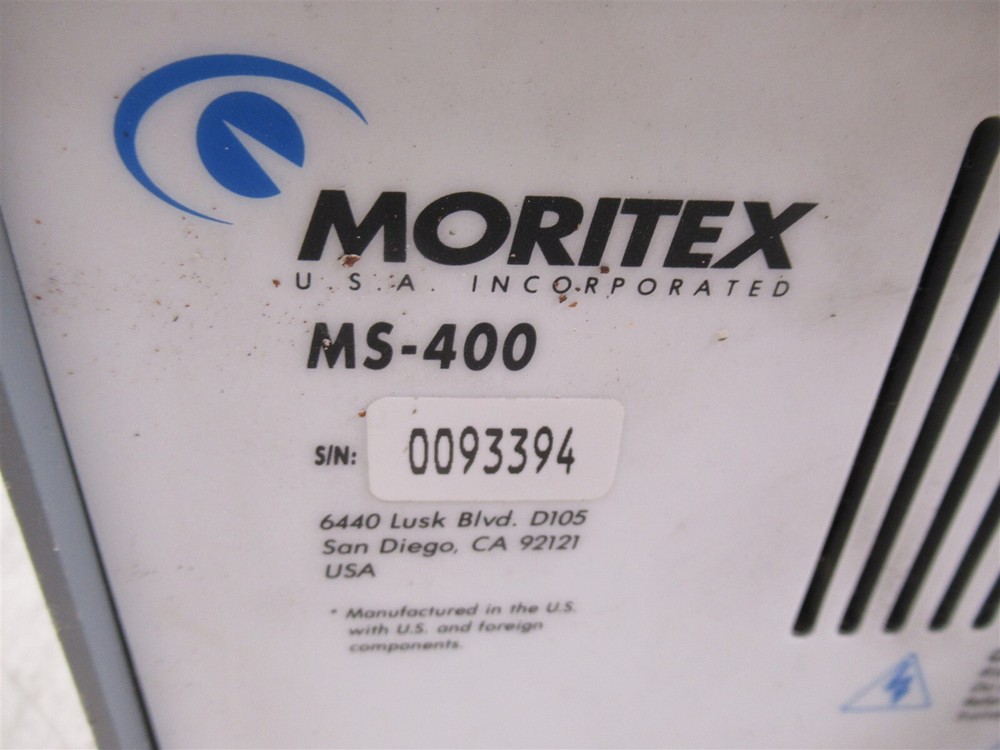 MORITEX
U.S.A. INCORPORATED
MS-400
S/N: 0093394
6440 Lusk Blvd. D105
San Diego, CA 92121
USA
* Manufactured in the U.S.
with U.S. and foreign
components.